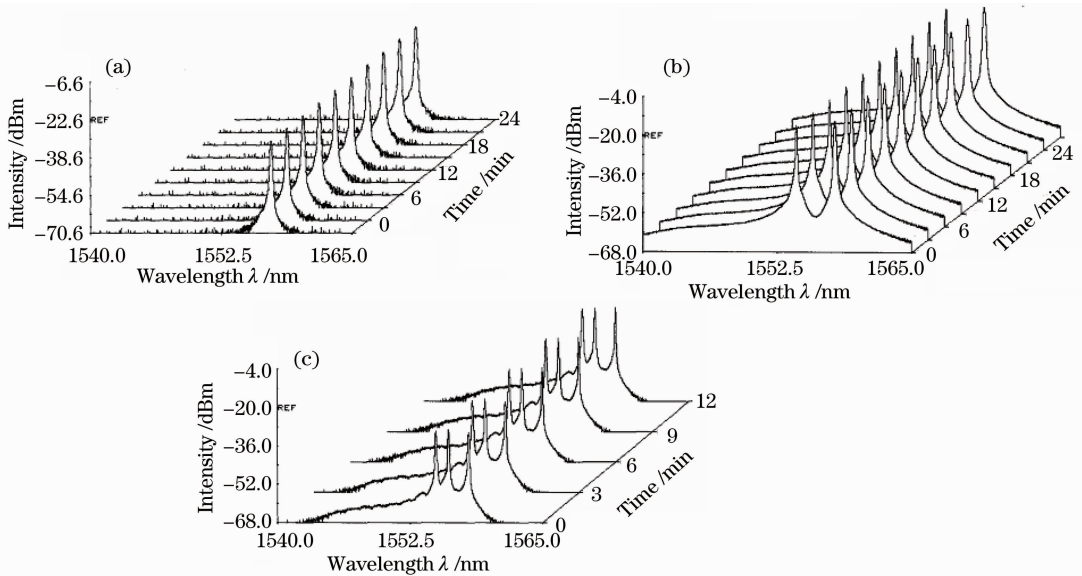 (a)
−6.6
−22.6
REF
−38.6
−54.6
−70.6
Intensity /dBm
1540.0
1552.5
1565.0
Wavelength λ /nm
0
6
12
18
24
Time /min
(b)
−4.0
−20.0
REF
−36.0
−52.0
−68.0
Intensity /dBm
1540.0
1552.5
1565.0
Wavelength λ /nm
0
6
12
18
24
Time /min
(c)
−4.0
−20.0
REF
−36.0
−52.0
−68.0
Intensity /dBm
1540.0
1552.5
1565.0
Wavelength λ /nm
0
3
6
9
12
Time /min